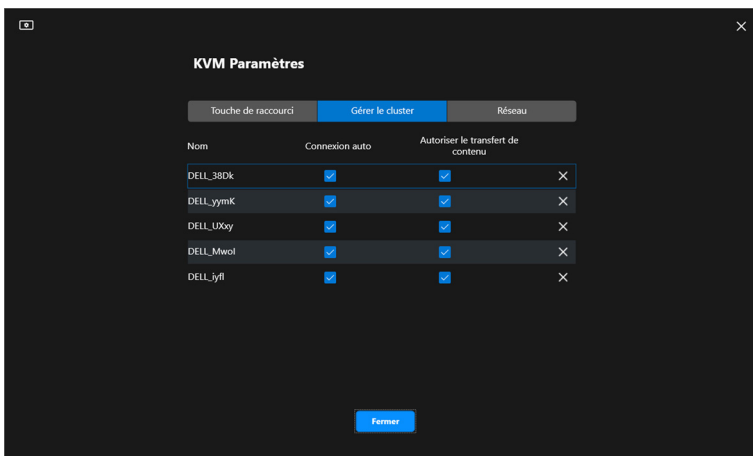 KVM Paramètres
Touche de raccourci Gérer le cluster Réseau
Nom Connexion auto Autoriser le transfert de
contenu
DELL_38Dk
DELL_yymK
DELL_UXxy
DELL_Mwol
DELL_iyfl
Fermer